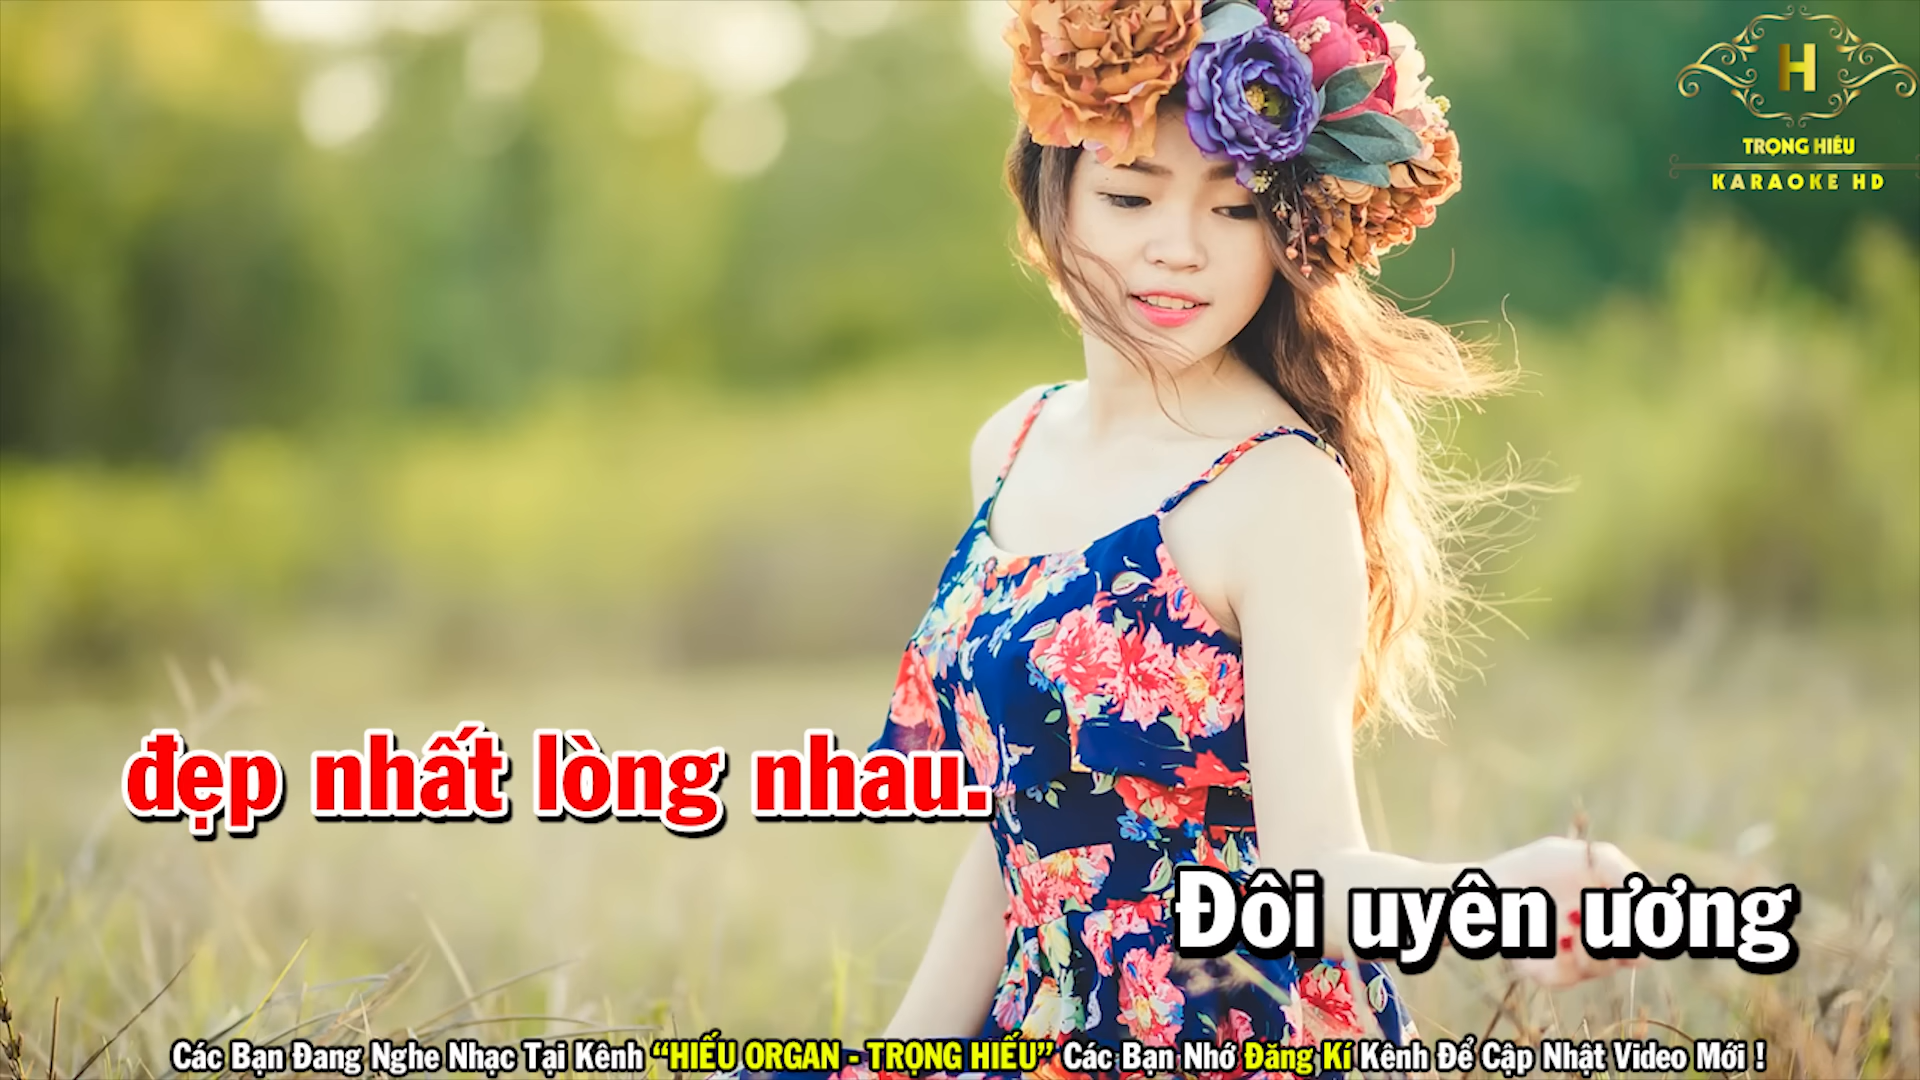 H
TRỌNG HIẾU
KARAOKE HD
đẹp nhất lòng nhau.
Đôi uyên ương
Các Bạn Đang Nghe Nhạc Tại Kênh “HIẾU ORGAN - TRỌNG HIẾU” Các Bạn Nhớ Đăng Kí Kênh Để Cập Nhật Video Mới !